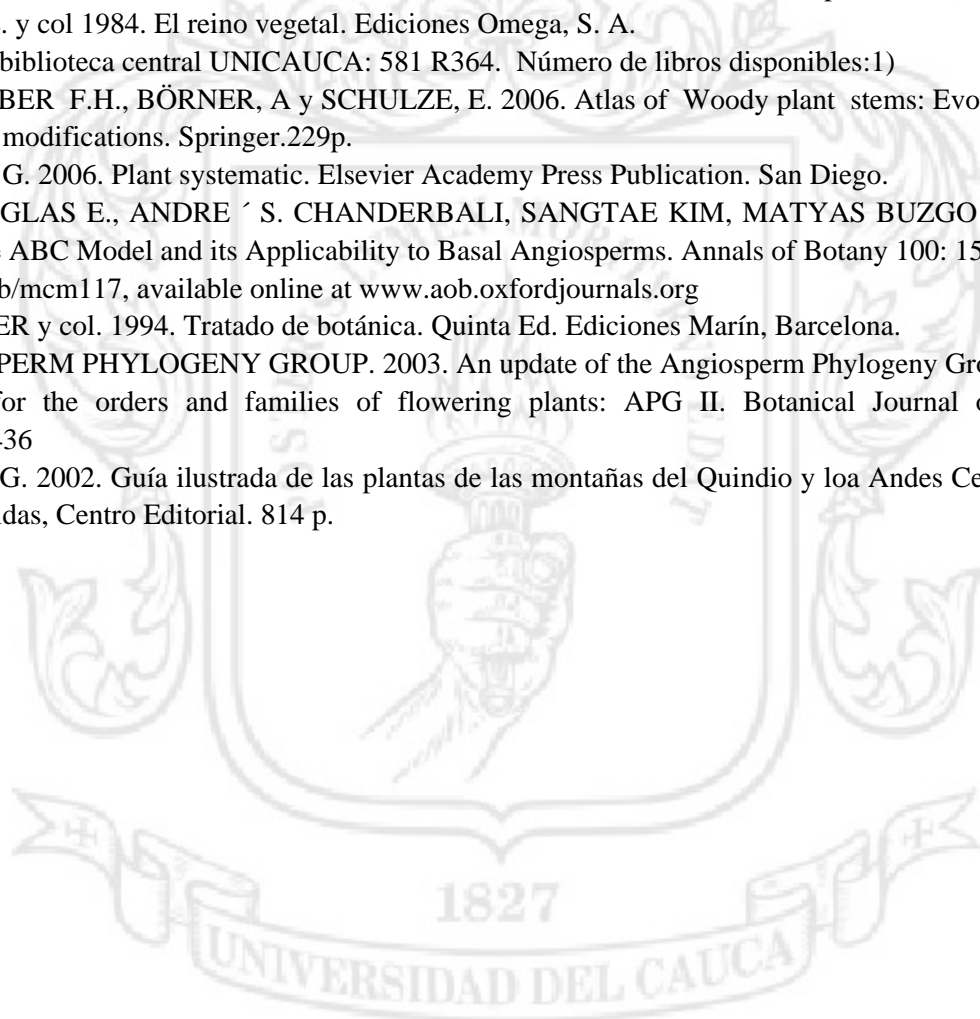 . y col 1984. El reino vegetal. Ediciones Omega, S. A.
biblioteca central UNICAUCA: 581 R364. Número de libros disponibles:1)
BER F.H., BÖRNER, A y SCHULZE, E. 2006. Atlas of Woody plant stems: Evo
modifications. Springer.229p.
G. 2006. Plant systematic. Elsevier Academy Press Publication. San Diego.
GLAS E., ANDRE ´ S. CHANDERBALI, SANGTAE KIM, MATYAS BUZGO
ABC Model and its Applicability to Basal Angiosperms. Annals of Botany 100: 15
b/mcm117, available online at www.aob.oxfordjournals.org
ER y col. 1994. Tratado de botánica. Quinta Ed. Ediciones Marín, Barcelona.
PERM PHYLOGENY GROUP. 2003. An update of the Angiosperm Phylogeny Gro
for the orders and families of flowering plants: APG II. Botanical Journal o
36
G. 2002. Guía ilustrada de las plantas de las montañas del Quindio y loa Andes Ce
das, Centro Editorial. 814 p.
1827
UNIVERSIDAD DEL CAUCA